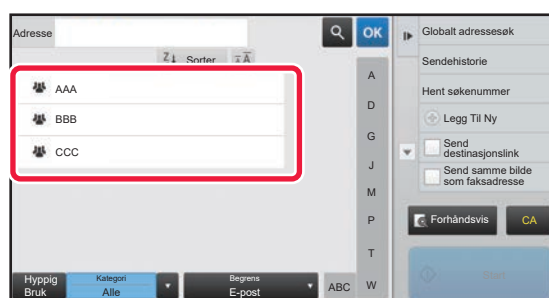 Adresse
OK
Sorter
AAA
BBB
CCC
A
D
G
J
M
P
T
W
ABC
Hyppig
Bruk
Kategori
Alle
Begrens
E-post
Globalt adressesøk
Sendehistorie
Hent søkenummer
Legg Til Ny
Send
destinasjonslink
Send samme bilde
som faksadresse
Forhåndsvis
CA
Start